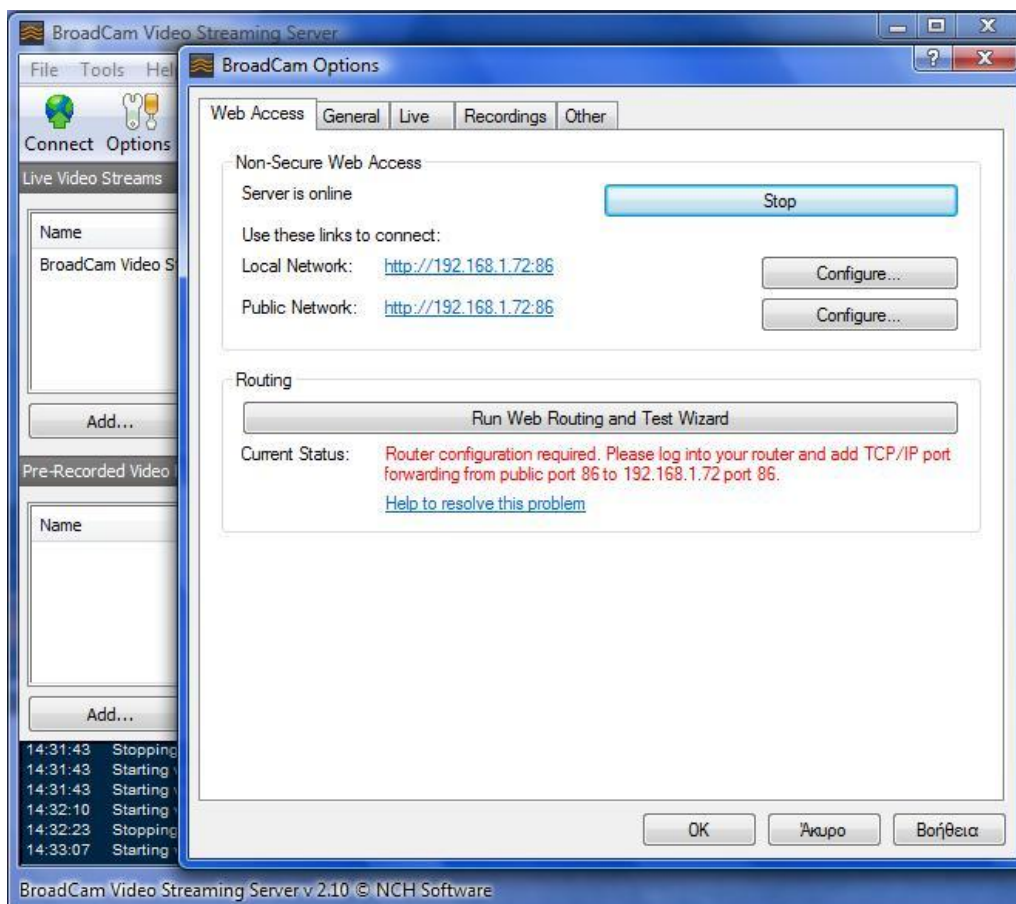 BroadCam Video Streaming Server
File Tools Hel
BroadCam Options
Connect Options
Web Access General Live Recordings Other
Live Video Streams
Name
BroadCam Video S
Add...
Pre-Recorded Video
Name
Add...
14:31:43 Stopping
14:31:43 Starting
14:31:43 Starting
14:32:10 Starting
14:32:23 Stopping
14:33:07 Starting
Non-Secure Web Access
Server is online
Stop
Use these links to connect:
Local Network: http://192.168.1.72:86 Configure...
Public Network: http://192.168.1.72:86 Configure...
Routing
Run Web Routing and Test Wizard
Current Status: Router configuration required. Please log into your router and add TCP/IP port
forwarding from public port 86 to 192.168.1.72 port 86.
Help to resolve this problem
OK Άκυρο Βοήθεια
BroadCam Video Streaming Server v 2.10 © NCH Software